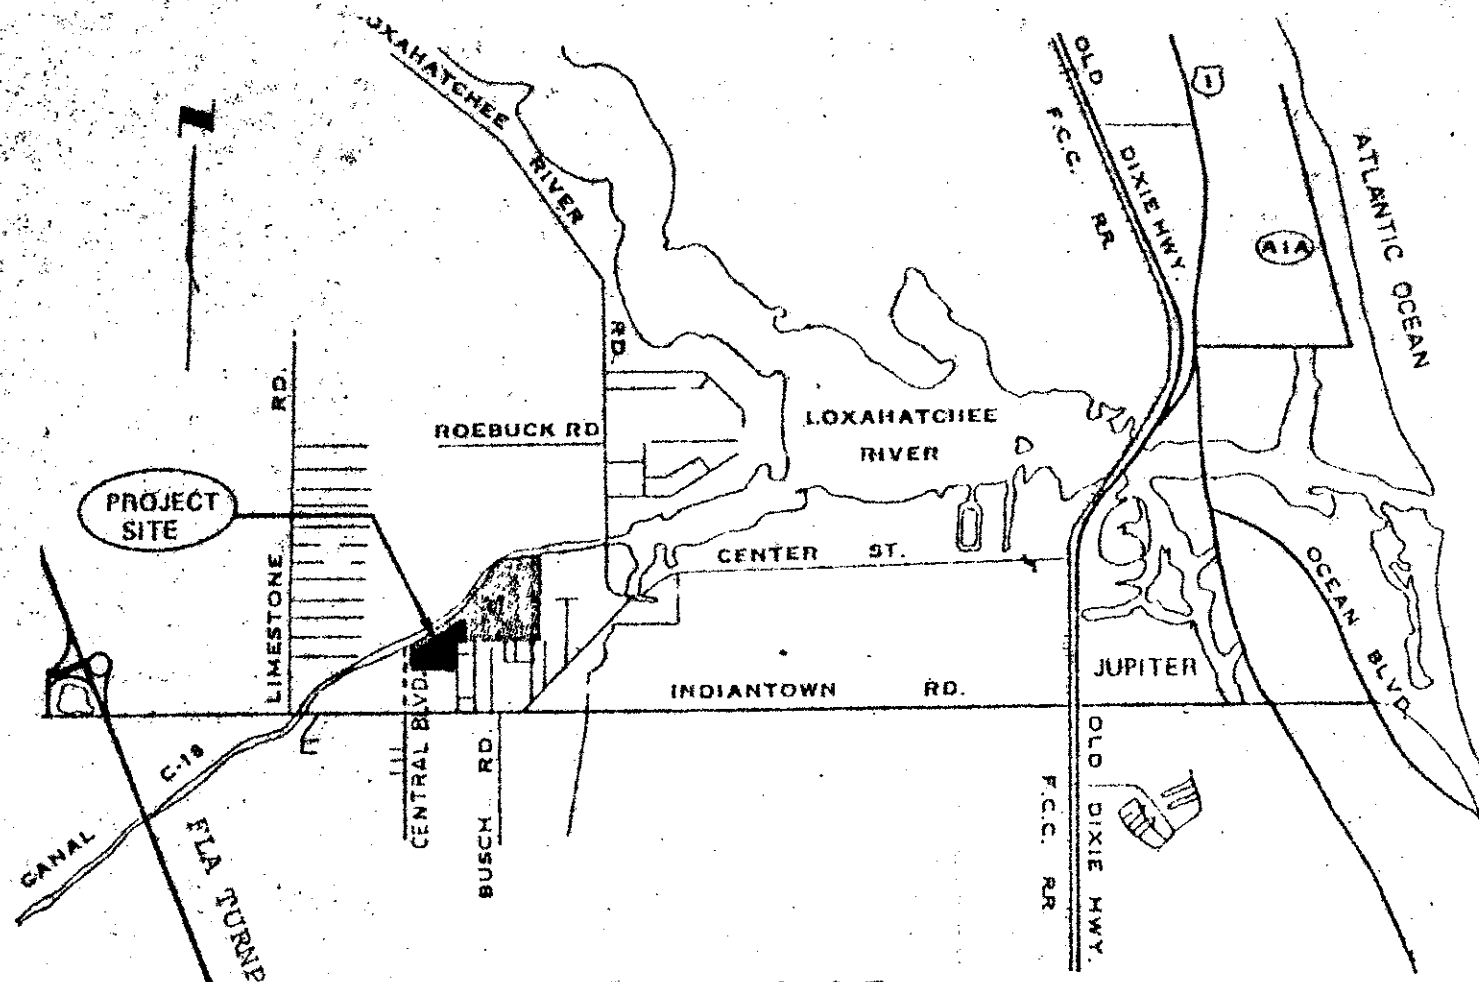 LOXAHATCHEE
RIVER
RD.
OLD
DIXIE HWY.
F.C.C. R.R.
1
A1A
ATLANTIC OCEAN
LIMESTONE RD.
ROEBUCK RD
LOXAHATCHEE
RIVER
PROJECT
SITE
CENTER ST.
OCEAN BLVD.
JUPITER
INDIANTOWN RD.
CENTRAL BLVD.
BUSCH RD.
CANAL C-18
FLA TURNP
F.C.C. RR
OLD DIXIE HWY.